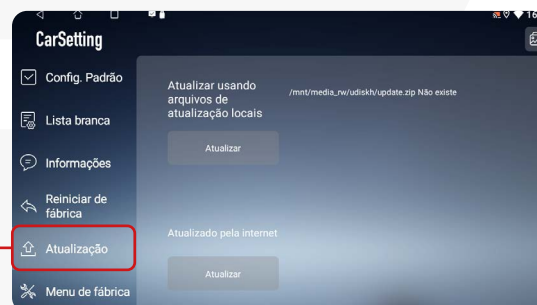 16
CarSetting
Config. Padrão
Lista branca
Informações
Reiniciar de
fábrica
Atualização
Menu de fábrica
Atualizar usando
arquivos de
atualização locais
/mnt/media_rw/udiskh/update.zip Não existe
Atualizar
Atualizado pela internet
Atualizar